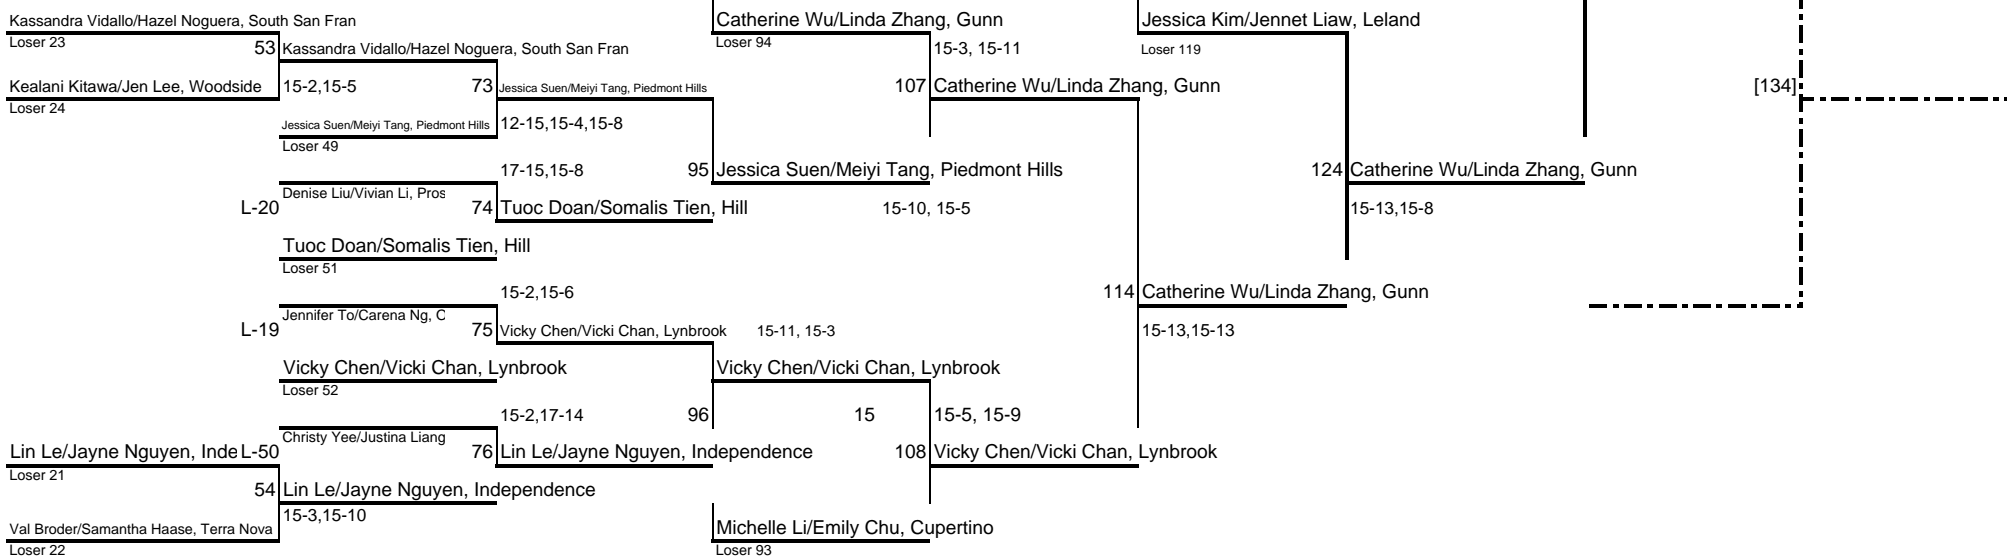 Kassandra Vidallo/Hazel Noguera, South San Fran
Catherine Wu/Linda Zhang, Gunn
Jessica Kim/Jennet Liaw, Leland
Loser 23
53
Kassandra Vidallo/Hazel Noguera, South San Fran
Loser 94
15-3, 15-11
Loser 119
Kealani Kitawa/Jen Lee, Woodside
15-2,15-5
73
Jessica Suen/Meiyi Tang, Piedmont Hills
107
Catherine Wu/Linda Zhang, Gunn
[134]
Loser 24
Jessica Suen/Meiyi Tang, Piedmont Hills
12-15,15-4,15-8
Loser 49
17-15,15-8
95
Jessica Suen/Meiyi Tang, Piedmont Hills
124
Catherine Wu/Linda Zhang, Gunn
Denise Liu/Vivian Li, Pros
L-20
74
Tuoc Doan/Somalis Tien, Hill
15-10, 15-5
15-13,15-8
Tuoc Doan/Somalis Tien, Hill
Loser 51
15-2,15-6
114
Catherine Wu/Linda Zhang, Gunn
Jennifer To/Carena Ng, C
L-19
75
Vicky Chen/Vicki Chan, Lynbrook
15-11, 15-3
15-13,15-13
Vicky Chen/Vicki Chan, Lynbrook
Vicky Chen/Vicki Chan, Lynbrook
Loser 52
15-2,17-14
96
15
15-5, 15-9
Christy Yee/Justina Liang
Lin Le/Jayne Nguyen, Inde
L-50
76
Lin Le/Jayne Nguyen, Independence
108
Vicky Chen/Vicki Chan, Lynbrook
Loser 21
54
Lin Le/Jayne Nguyen, Independence
15-3,15-10
Val Broder/Samantha Haase, Terra Nova
Michelle Li/Emily Chu, Cupertino
Loser 22
Loser 93